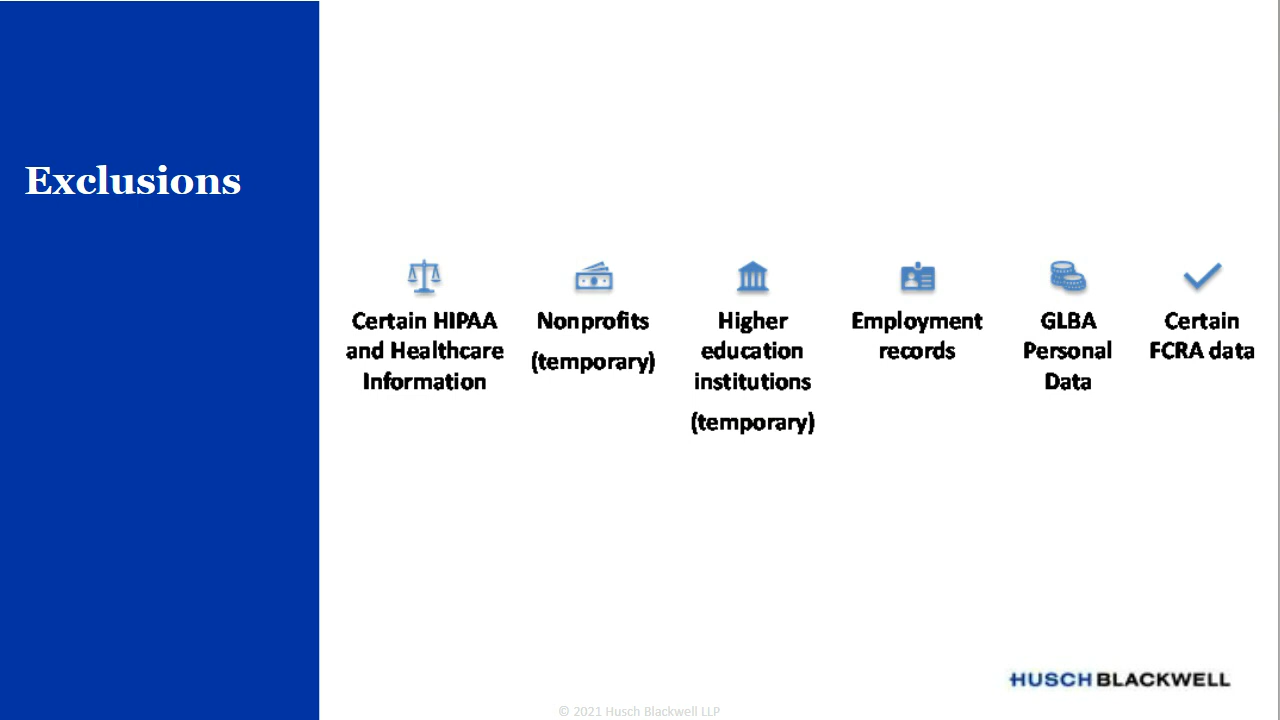 Exclusions
Certain HIPAA
and Healthcare
Information
Nonprofits
(temporary)
Higher
education
institutions
(temporary)
Employment
records
GLBA
Personal
Data
Certain
FCRA data
HUSCH BLACKWELL
© 2021 Husch Blackwell LLP